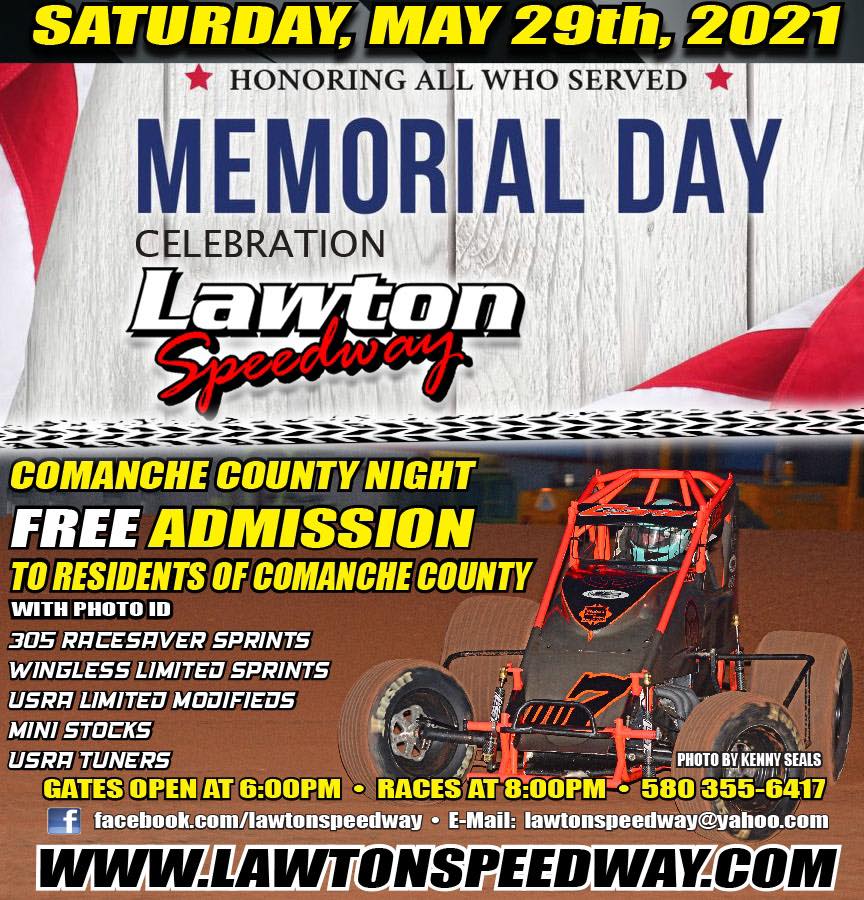 SATURDAY, MAY 29th, 2021
★ HONORING ALL WHO SERVED ★
MEMORIAL DAY
CELEBRATION
Lawton
Speedway
COMANCHE COUNTY NIGHT
FREE ADMISSION
TO RESIDENTS OF COMANCHE COUNTY
WITH PHOTO ID
305 RACESAVER SPRINTS
WINGLESS LIMITED SPRINTS
USRA LIMITED MODIFIEDS
MINI STOCKS
USRA TUNERS
7
PHOTO BY KENNY SEALS
GATES OPEN AT 6:00PM • RACES AT 8:00PM • 580 355-6417
f facebook.com/lawtonspeedway • E-Mail: lawtonspeedway@yahoo.com
WWW.LAWTONSPEEDWAY.COM